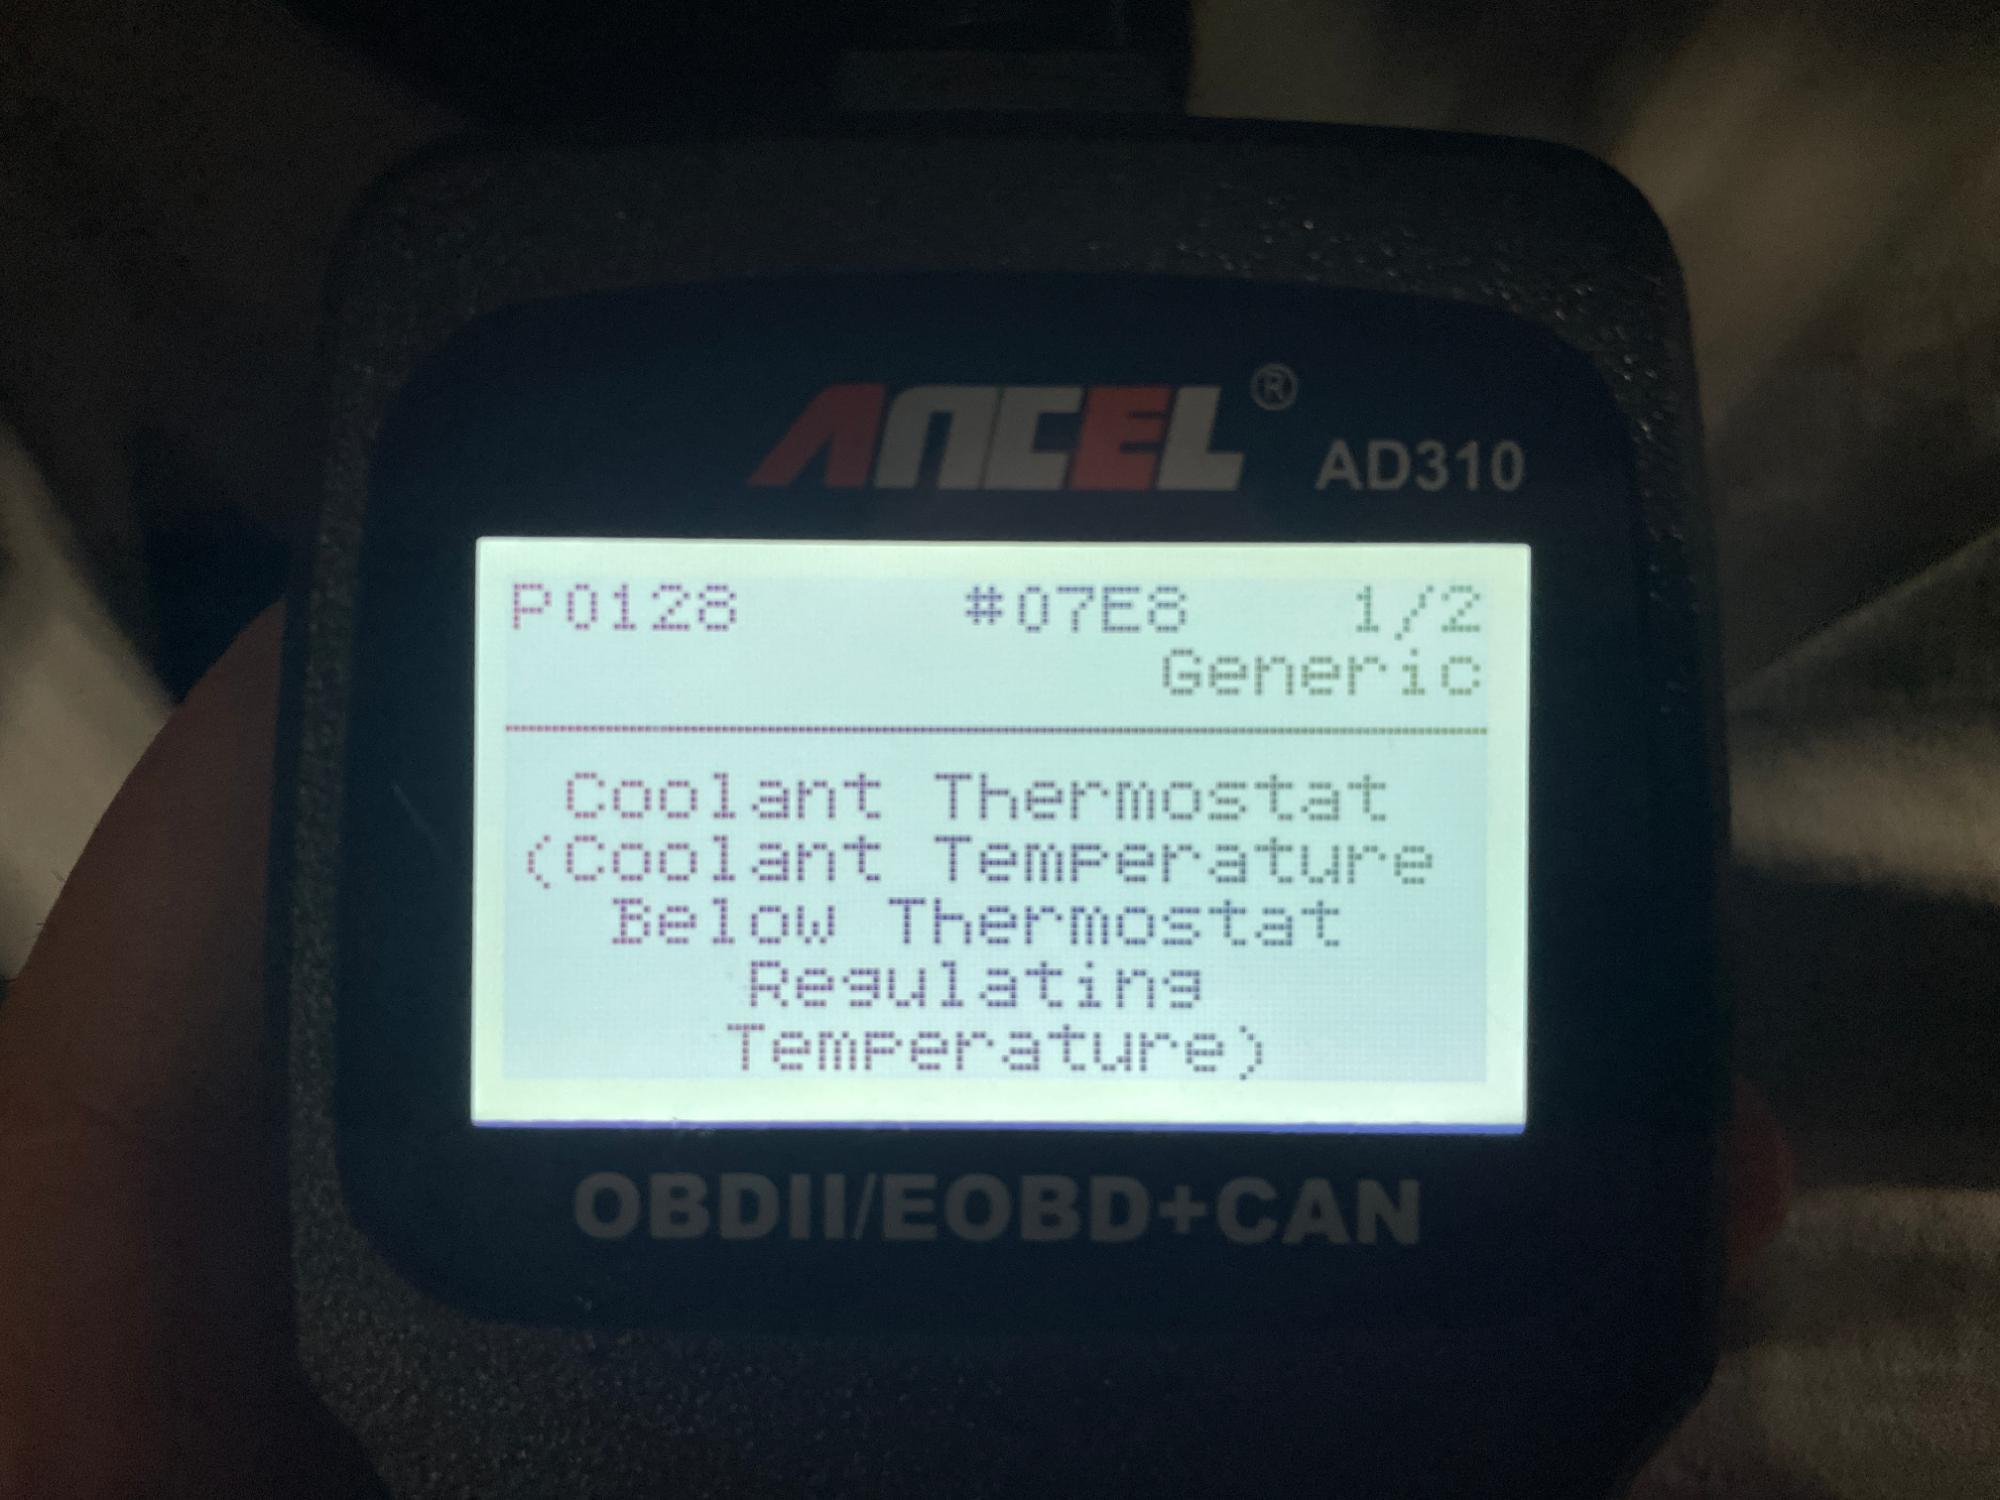 ANCEL® AD310
P0128 #07E8 1/2
Generic
Coolant Thermostat
(Coolant Temperature
Below Thermostat
Regulating
Temperature)
OBDII/EOBD+CAN